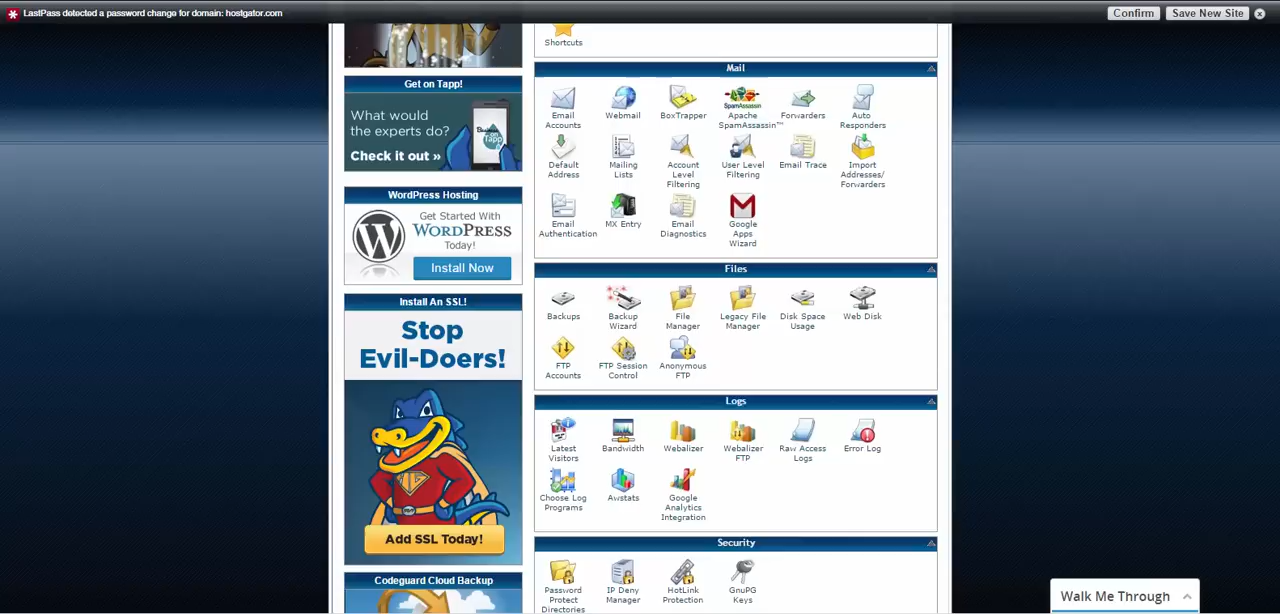 LastPass detected a password change for domain: hostgator.com
Confirm
Save New Site
Shortcuts
Get on Tapp!
What would
the experts do?
Check it out »
Business
on
Tapp
WordPress Hosting
Get Started With
WORDPRESS
Today!
Install Now
Install An SSL!
Stop
Evil-Doers!
Add SSL Today!
Codeguard Cloud Backup
Mail
Email
Accounts
Webmail
BoxTrapper
SpamAssassin
Apache
SpamAssassin™
Forwarders
Auto
Responders
Default
Address
Mailing
Lists
Account
Level
Filtering
User Level
Filtering
Email Trace
Import
Addresses/
Forwarders
Email
Authentication
MX Entry
Email
Diagnostics
Google
Apps
Wizard
Files
Backups
Backup
Wizard
File
Manager
Legacy File
Manager
Disk Space
Usage
Web Disk
FTP
Accounts
FTP Session
Control
Anonymous
FTP
Logs
Latest
Visitors
Bandwidth
Webalizer
Webalizer
FTP
Raw Access
Logs
Error Log
Choose Log
Programs
Awstats
Google
Analytics
Integration
Security
Password
Protect
Directories
IP Deny
Manager
HotLink
Protection
GnuPG
Keys
Walk Me Through